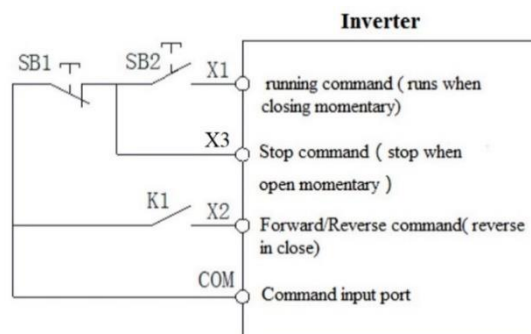 Inverter
SB1
SB2
X1
running command ( runs when
closing momentary)
X3
Stop command ( stop when
open momentary )
K1
X2
Forward/Reverse command( reverse
in close)
COM
Command input port